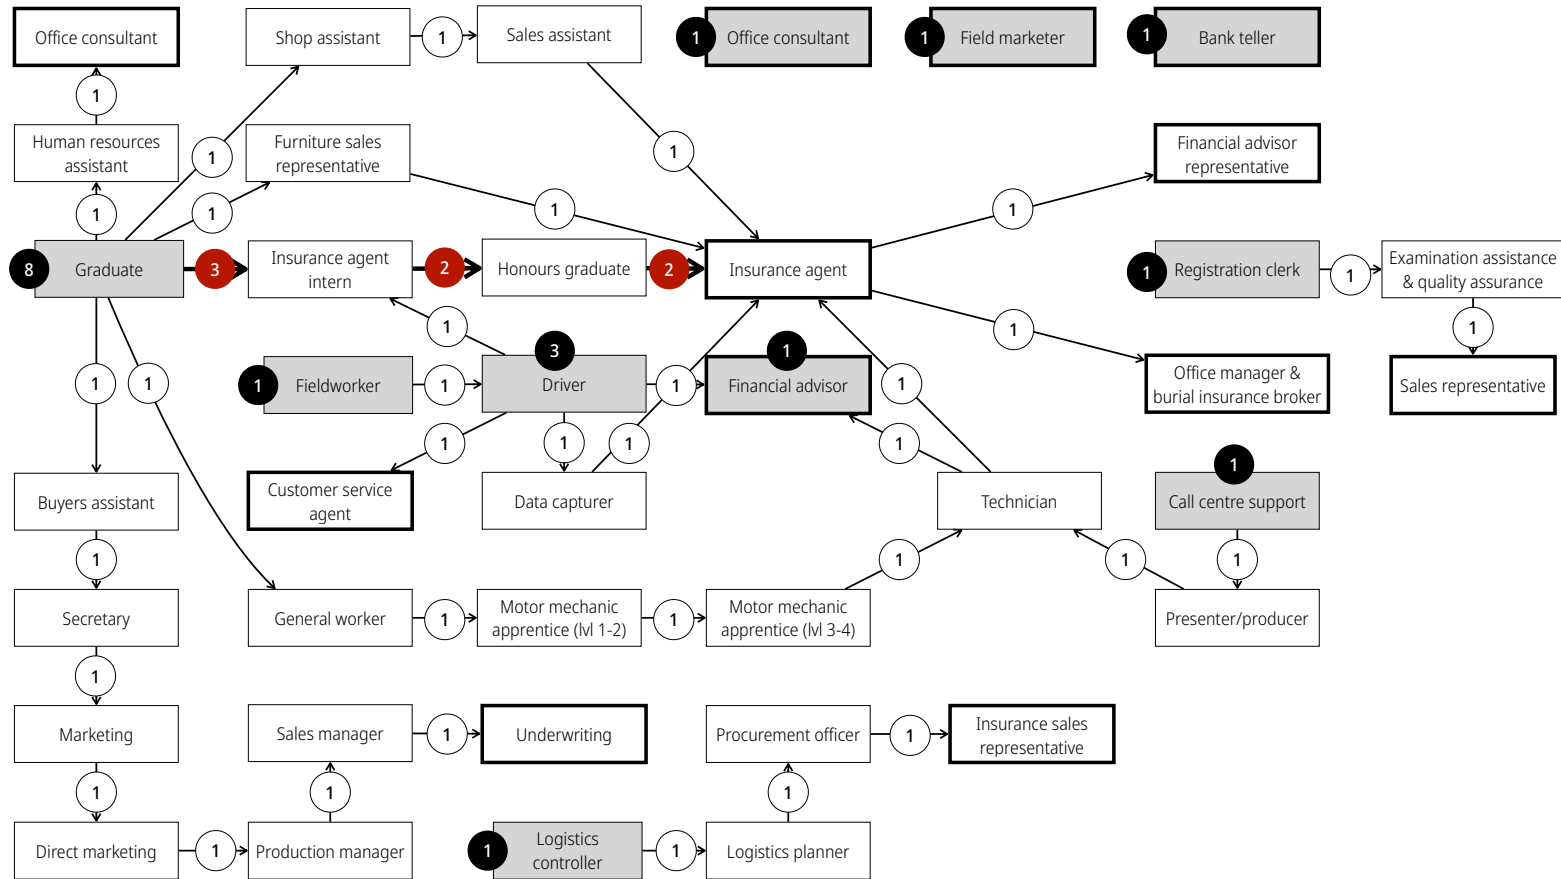 Office consultant
Shop assistant
1
Sales assistant
1
Office consultant
1
Field marketer
1
Bank teller
1
Human resources
assistant
1
Furniture sales
representative
1
Financial advisor
representative
1
1
1
1
8
Graduate
3
Insurance agent
intern
2
Honours graduate
2
Insurance agent
1
Registration clerk
1
Examination assistance
& quality assurance
1
1
1
1
1
1
Fieldworker
1
3
Driver
1
1
Financial advisor
1
Office manager &
burial insurance broker
Sales representative
1
1
1
1
Customer service
agent
Data capturer
Technician
1
Call centre support
Buyers assistant
1
1
1
1
Secretary
General worker
1
Motor mechanic
apprentice (lvl 1-2)
1
Motor mechanic
apprentice (lvl 3-4)
Presenter/producer
1
Marketing
Sales manager
1
Underwriting
Procurement officer
1
Insurance sales
representative
1
1
1
Direct marketing
1
Production manager
1
Logistics
controller
1
Logistics planner